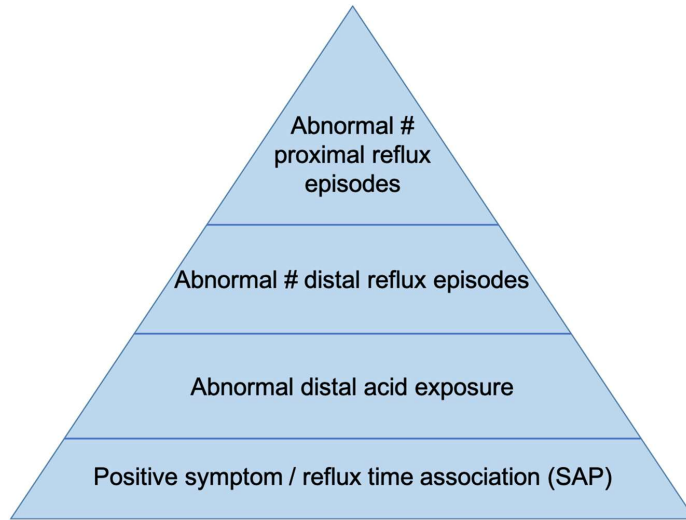 Abnormal #
proximal reflux
episodes
Abnormal # distal reflux episodes
Abnormal distal acid exposure
Positive symptom / reflux time association (SAP)